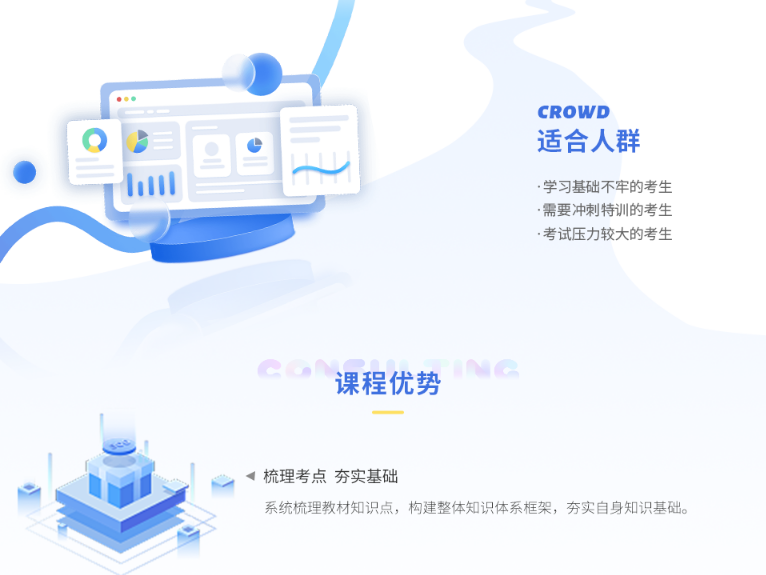 CROWD
适合人群
·学习基础不牢的考生
·需要冲刺特训的考生
·考试压力较大的考生
CONSULTING
课程优势
梳理考点 夯实基础
系统梳理教材知识点，构建整体知识体系框架，夯实自身知识基础。